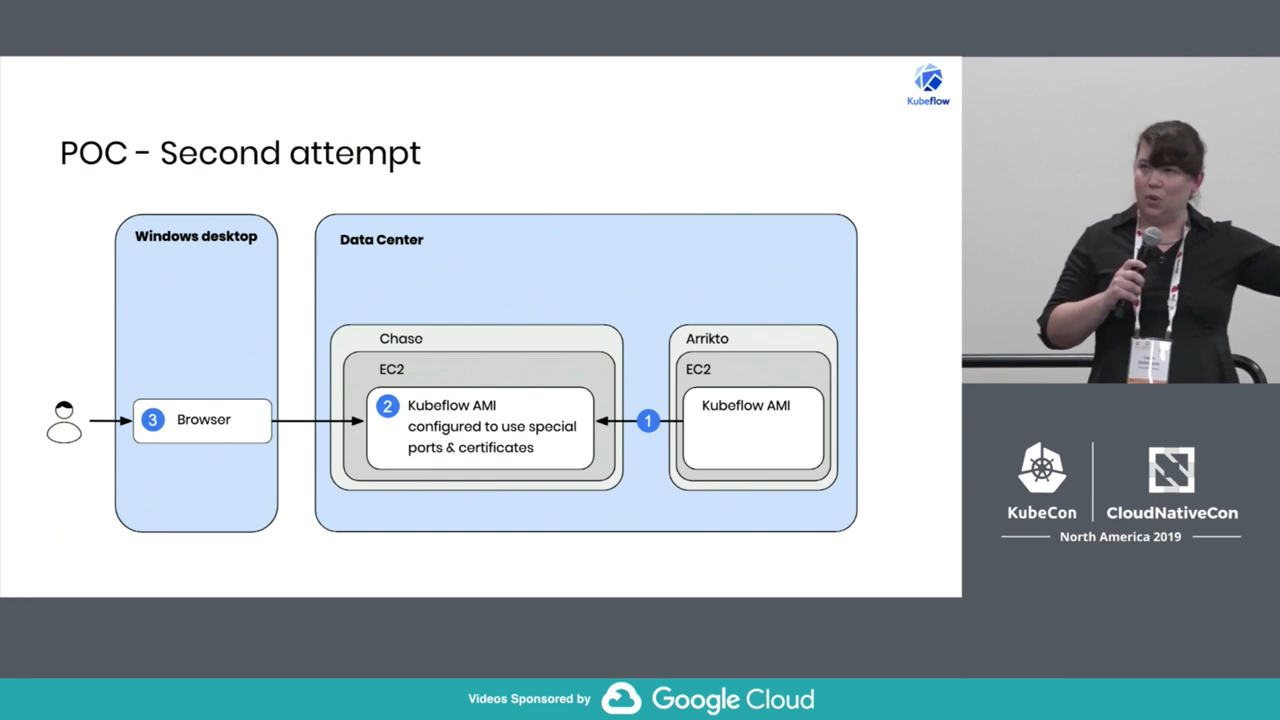 Kubeflow
POC - Second attempt
Windows desktop
Data Center
Chase
Arrikto
EC2
EC2
3 Browser
2 Kubeflow AMI
configured to use special
ports & certificates
1
Kubeflow AMI
KubeCon
CloudNativeCon
North America 2019
Videos Sponsored by Google Cloud